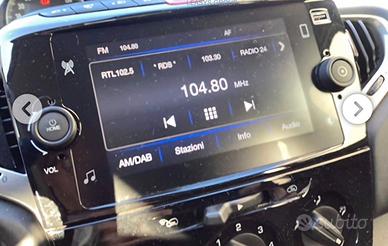 FM 104.80 AF
RTL102.5 *RDS* 103.30 RADIO 24
104.80 MHz
AM/DAB Stazioni Info Audio
HOME
VOL
subito